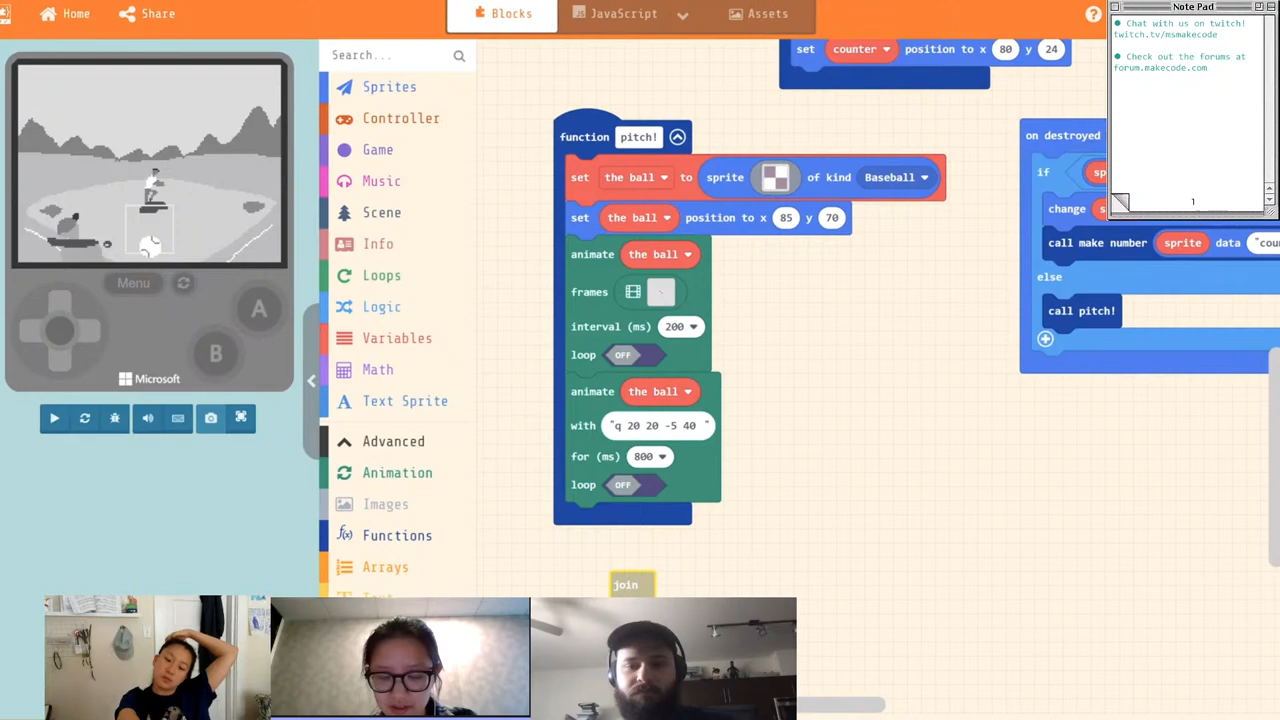 Home
Share
Blocks
JavaScript
Assets
?
Note Pad
Chat with us on twitch!
twitch.tv/msmakecode
Check out the forums at
forum.makecode.com
1
Menu
A
B
Microsoft
Search...
Sprites
Controller
Game
Music
Scene
Info
Loops
Logic
Variables
Math
Text Sprite
Advanced
Animation
Images
Functions
Arrays
set counter position to x 80 y 24
function pitch!
set the ball to sprite of kind Baseball
set the ball position to x 85 y 70
animate the ball
frames
interval (ms) 200
loop OFF
animate the ball
with "q 20 20 -5 40 "
for (ms) 800
loop OFF
join
on destroyed
if
change
call make number sprite data "cou
else
call pitch!